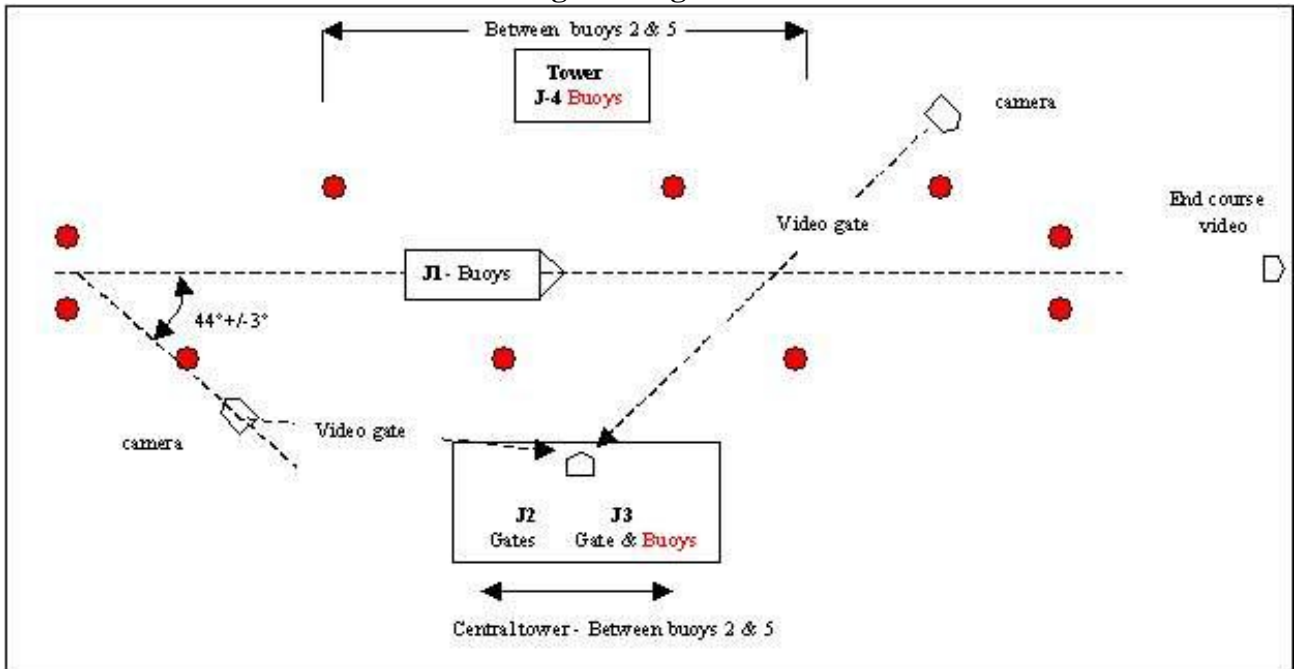 Between buoys 2 & 5
Tower
J-4 Buoys
camera
End course
video
Video gate
J1 - Buoys
44°+/-3°
Video gate
camera
J2
J3
Gates
Gate & Buoys
Central tower - Between buoys 2 & 5